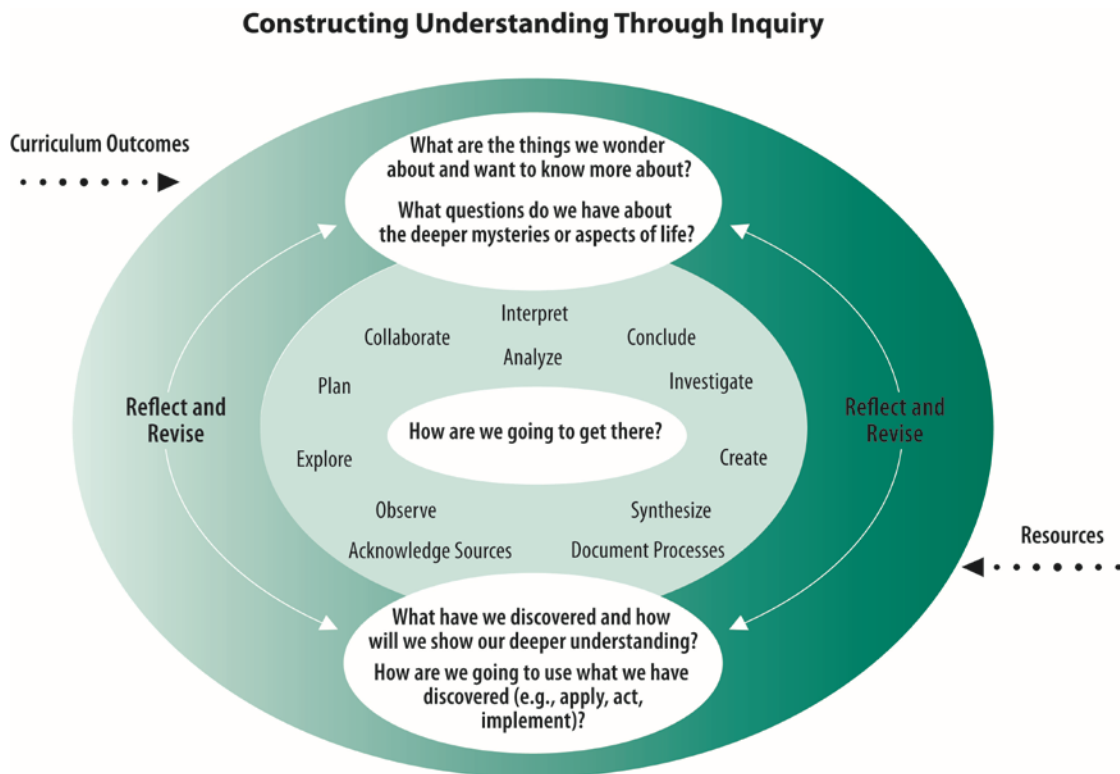 Constructing Understanding Through Inquiry
Curriculum Outcomes
What are the things we wonder
about and want to know more about?
What questions do we have about
the deeper mysteries or aspects of life?
Interpret
Collaborate
Conclude
Analyze
Plan
Investigate
Reflect and
Revise
How are we going to get there?
Reflect and
Revise
Explore
Create
Observe
Synthesize
Acknowledge Sources
Document Processes
Resources
What have we discovered and how
will we show our deeper understanding?
How are we going to use what we have
discovered (e.g., apply, act,
implement)?